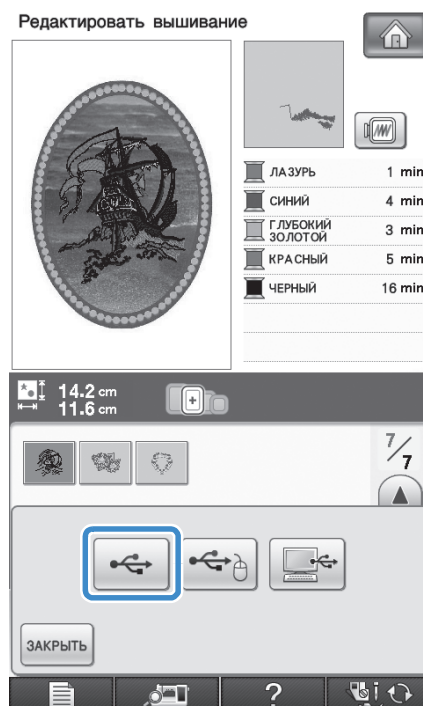 Редактировать вышивание
ЛАЗУРЬ 1 min
СИНИЙ 4 min
ГЛУБОКИЙ
ЗОЛОТОЙ 3 min
КРАСНЫЙ 5 min
ЧЕРНЫЙ 16 min
14.2 cm
11.6 cm
7/7
ЗАКРЫТЬ
?